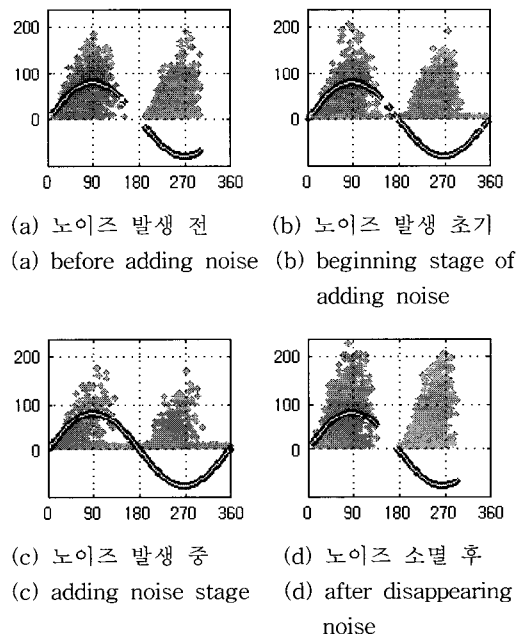 200
100
0
0 90 180 270 360
200
100
0
0 90 180 270 360
(a) 노이즈 발생 전
(a) before adding noise
(b) 노이즈 발생 초기
(b) beginning stage of
adding noise
200
100
0
0 90 180 270 360
200
100
0
0 90 180 270 360
(c) 노이즈 발생 중
(c) adding noise stage
(d) 노이즈 소멸 후
(d) after disappearing
noise